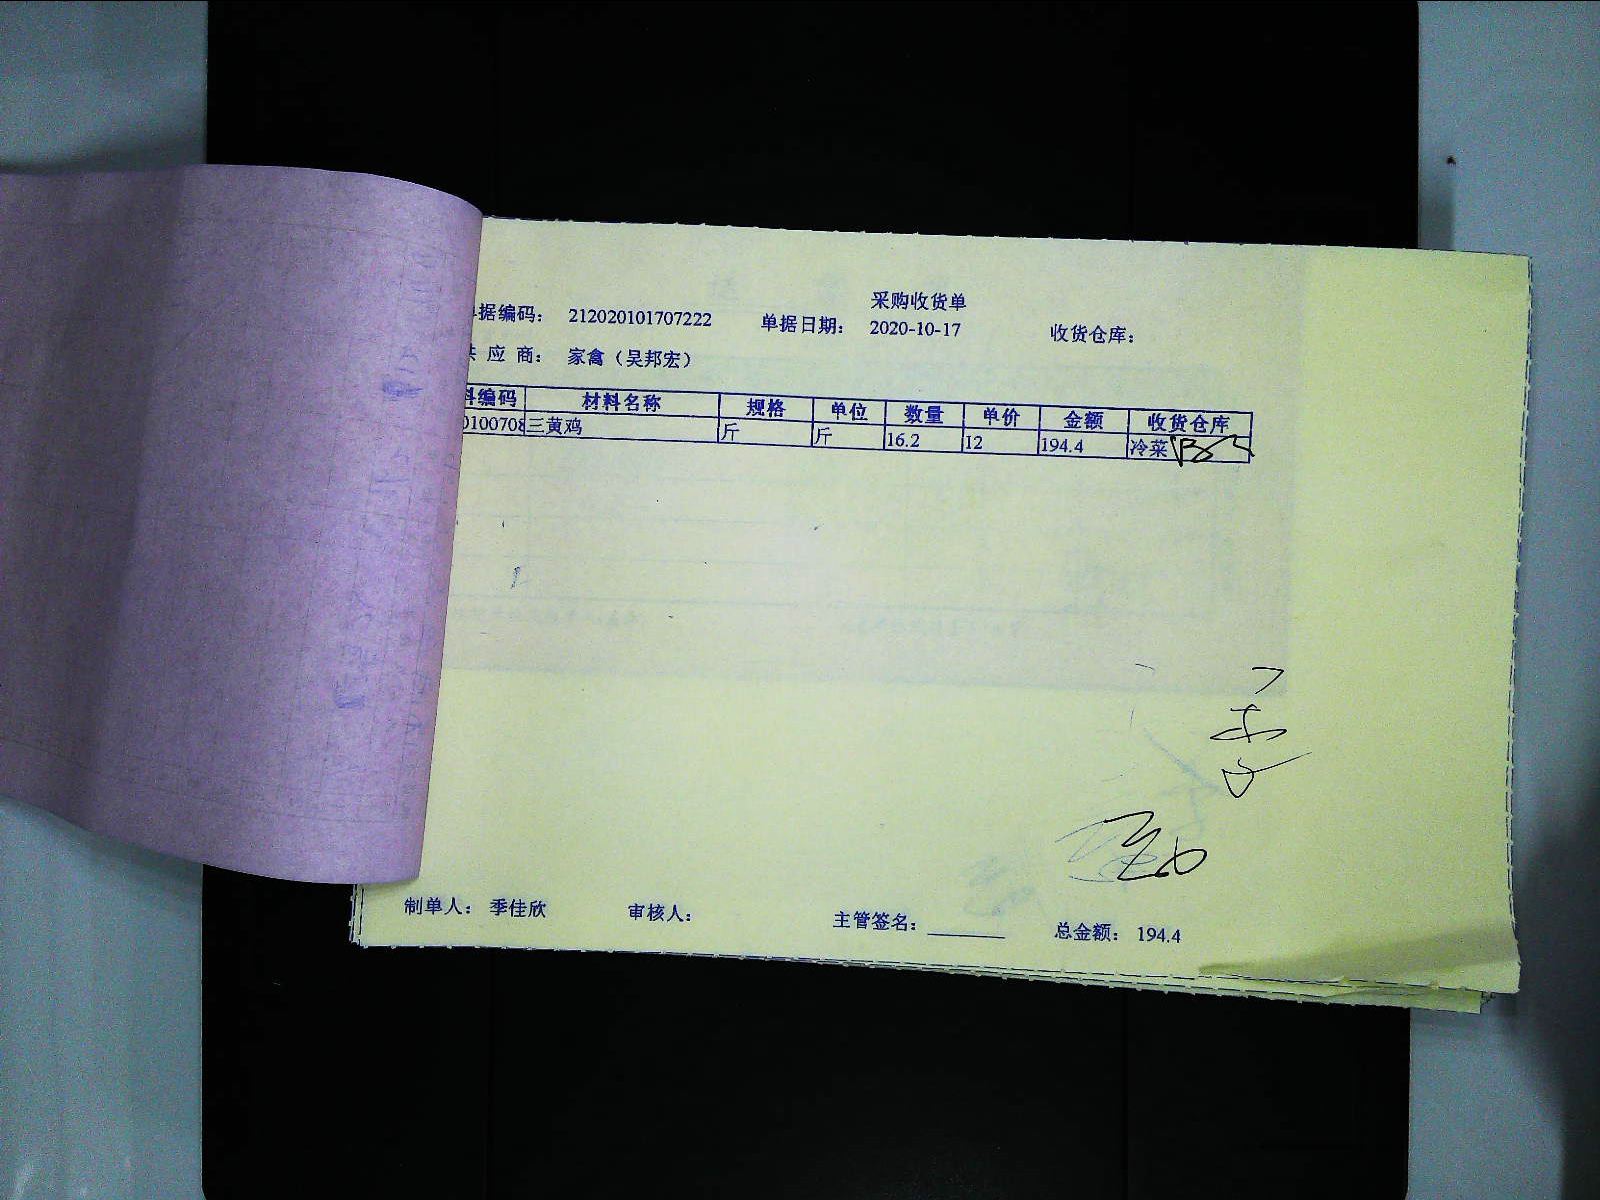 采购收货单
据编码： 212020101707222 单据日期： 2020-10-17 收货仓库：
应 商： 家禽（吴邦宏）
编码 材料名称 规格 单位 数量 单价 金额 收货仓库
0100708 三黄鸡 斤 斤 16.2 12 194.4 冷菜
制单人： 季佳欣 审核人： 主管签名： 总金额： 194.4